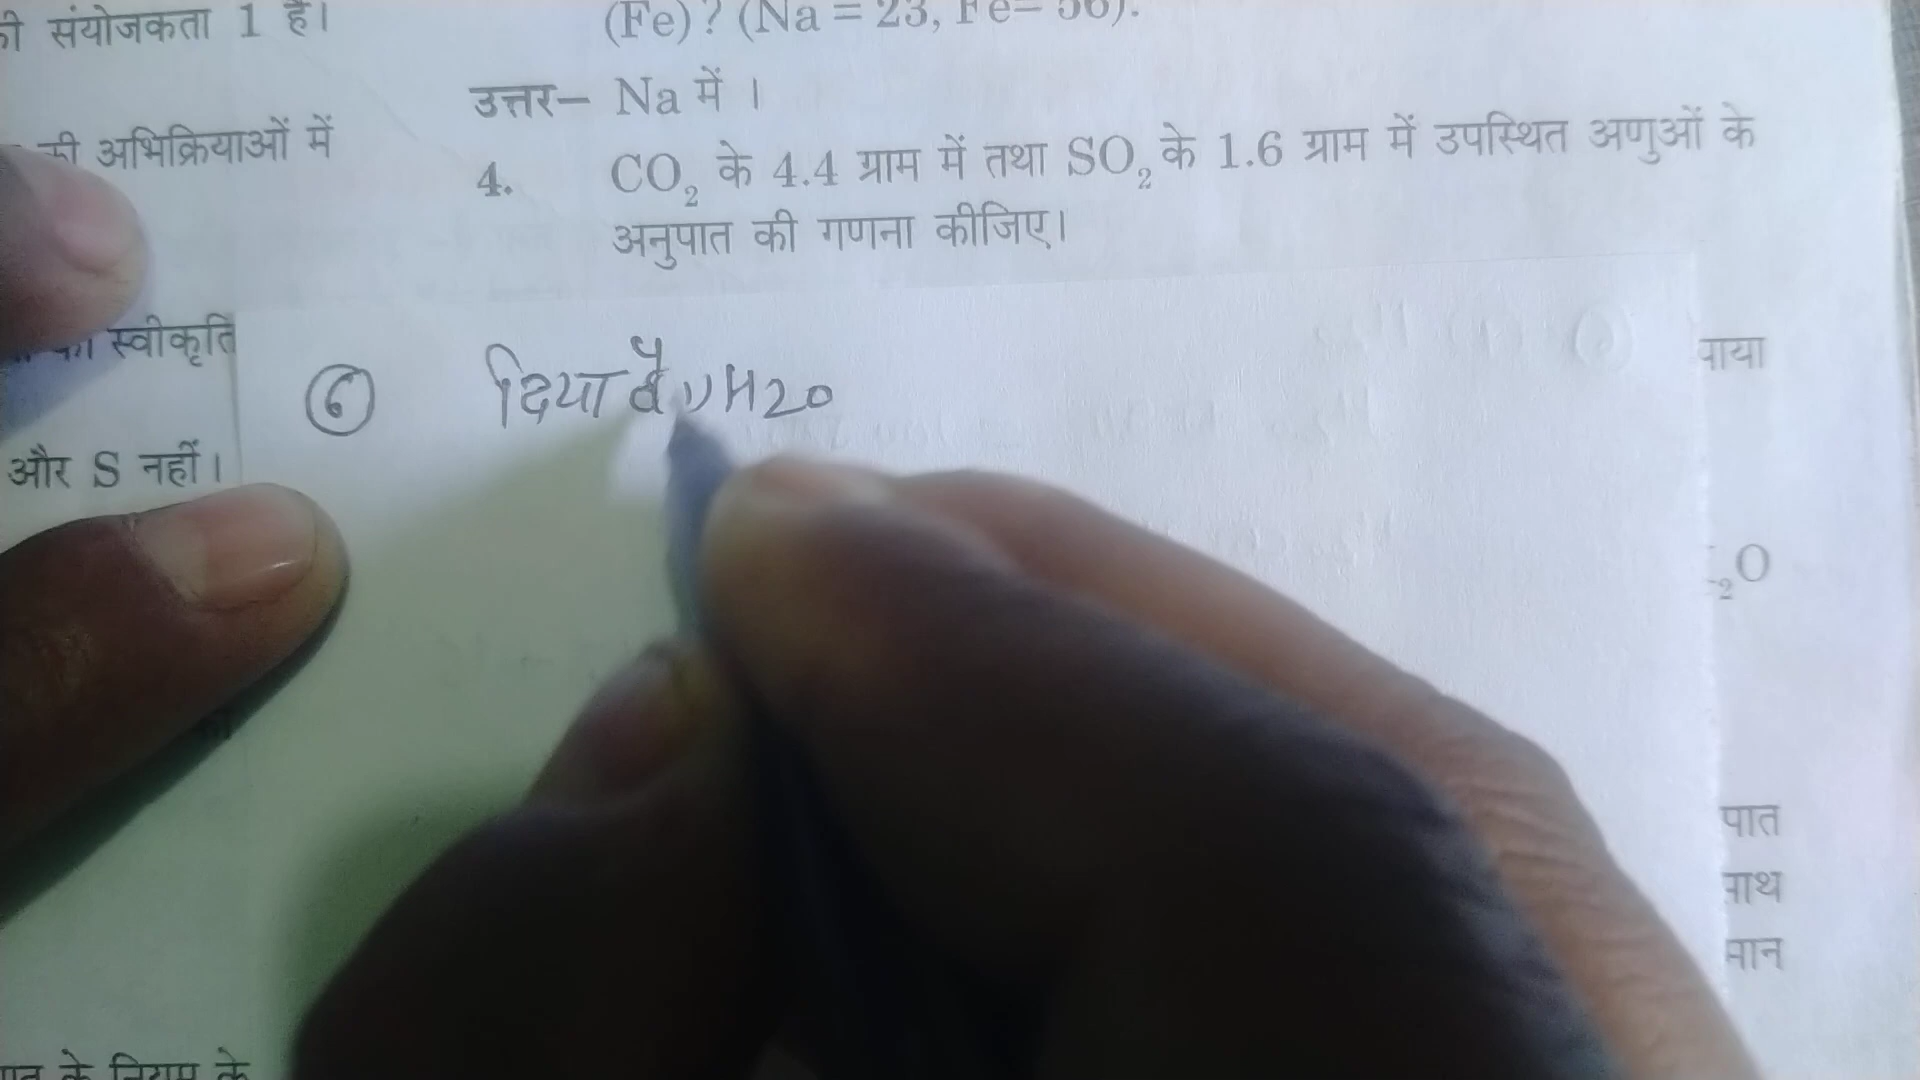 की संयोजकता 1 है।
(Fe)? (Na = 23, Fe= 56).
उत्तर– Na में ।
की अभिक्रियाओं में
4. CO₂ के 4.4 ग्राम में तथा SO₂ के 1.6 ग्राम में उपस्थित अणुओं के
अनुपात की गणना कीजिए।
स्वीकृति
पाया
6 दिया है H2O
और S नहीं।
₂O
पात
साथ
मान
के नियम के